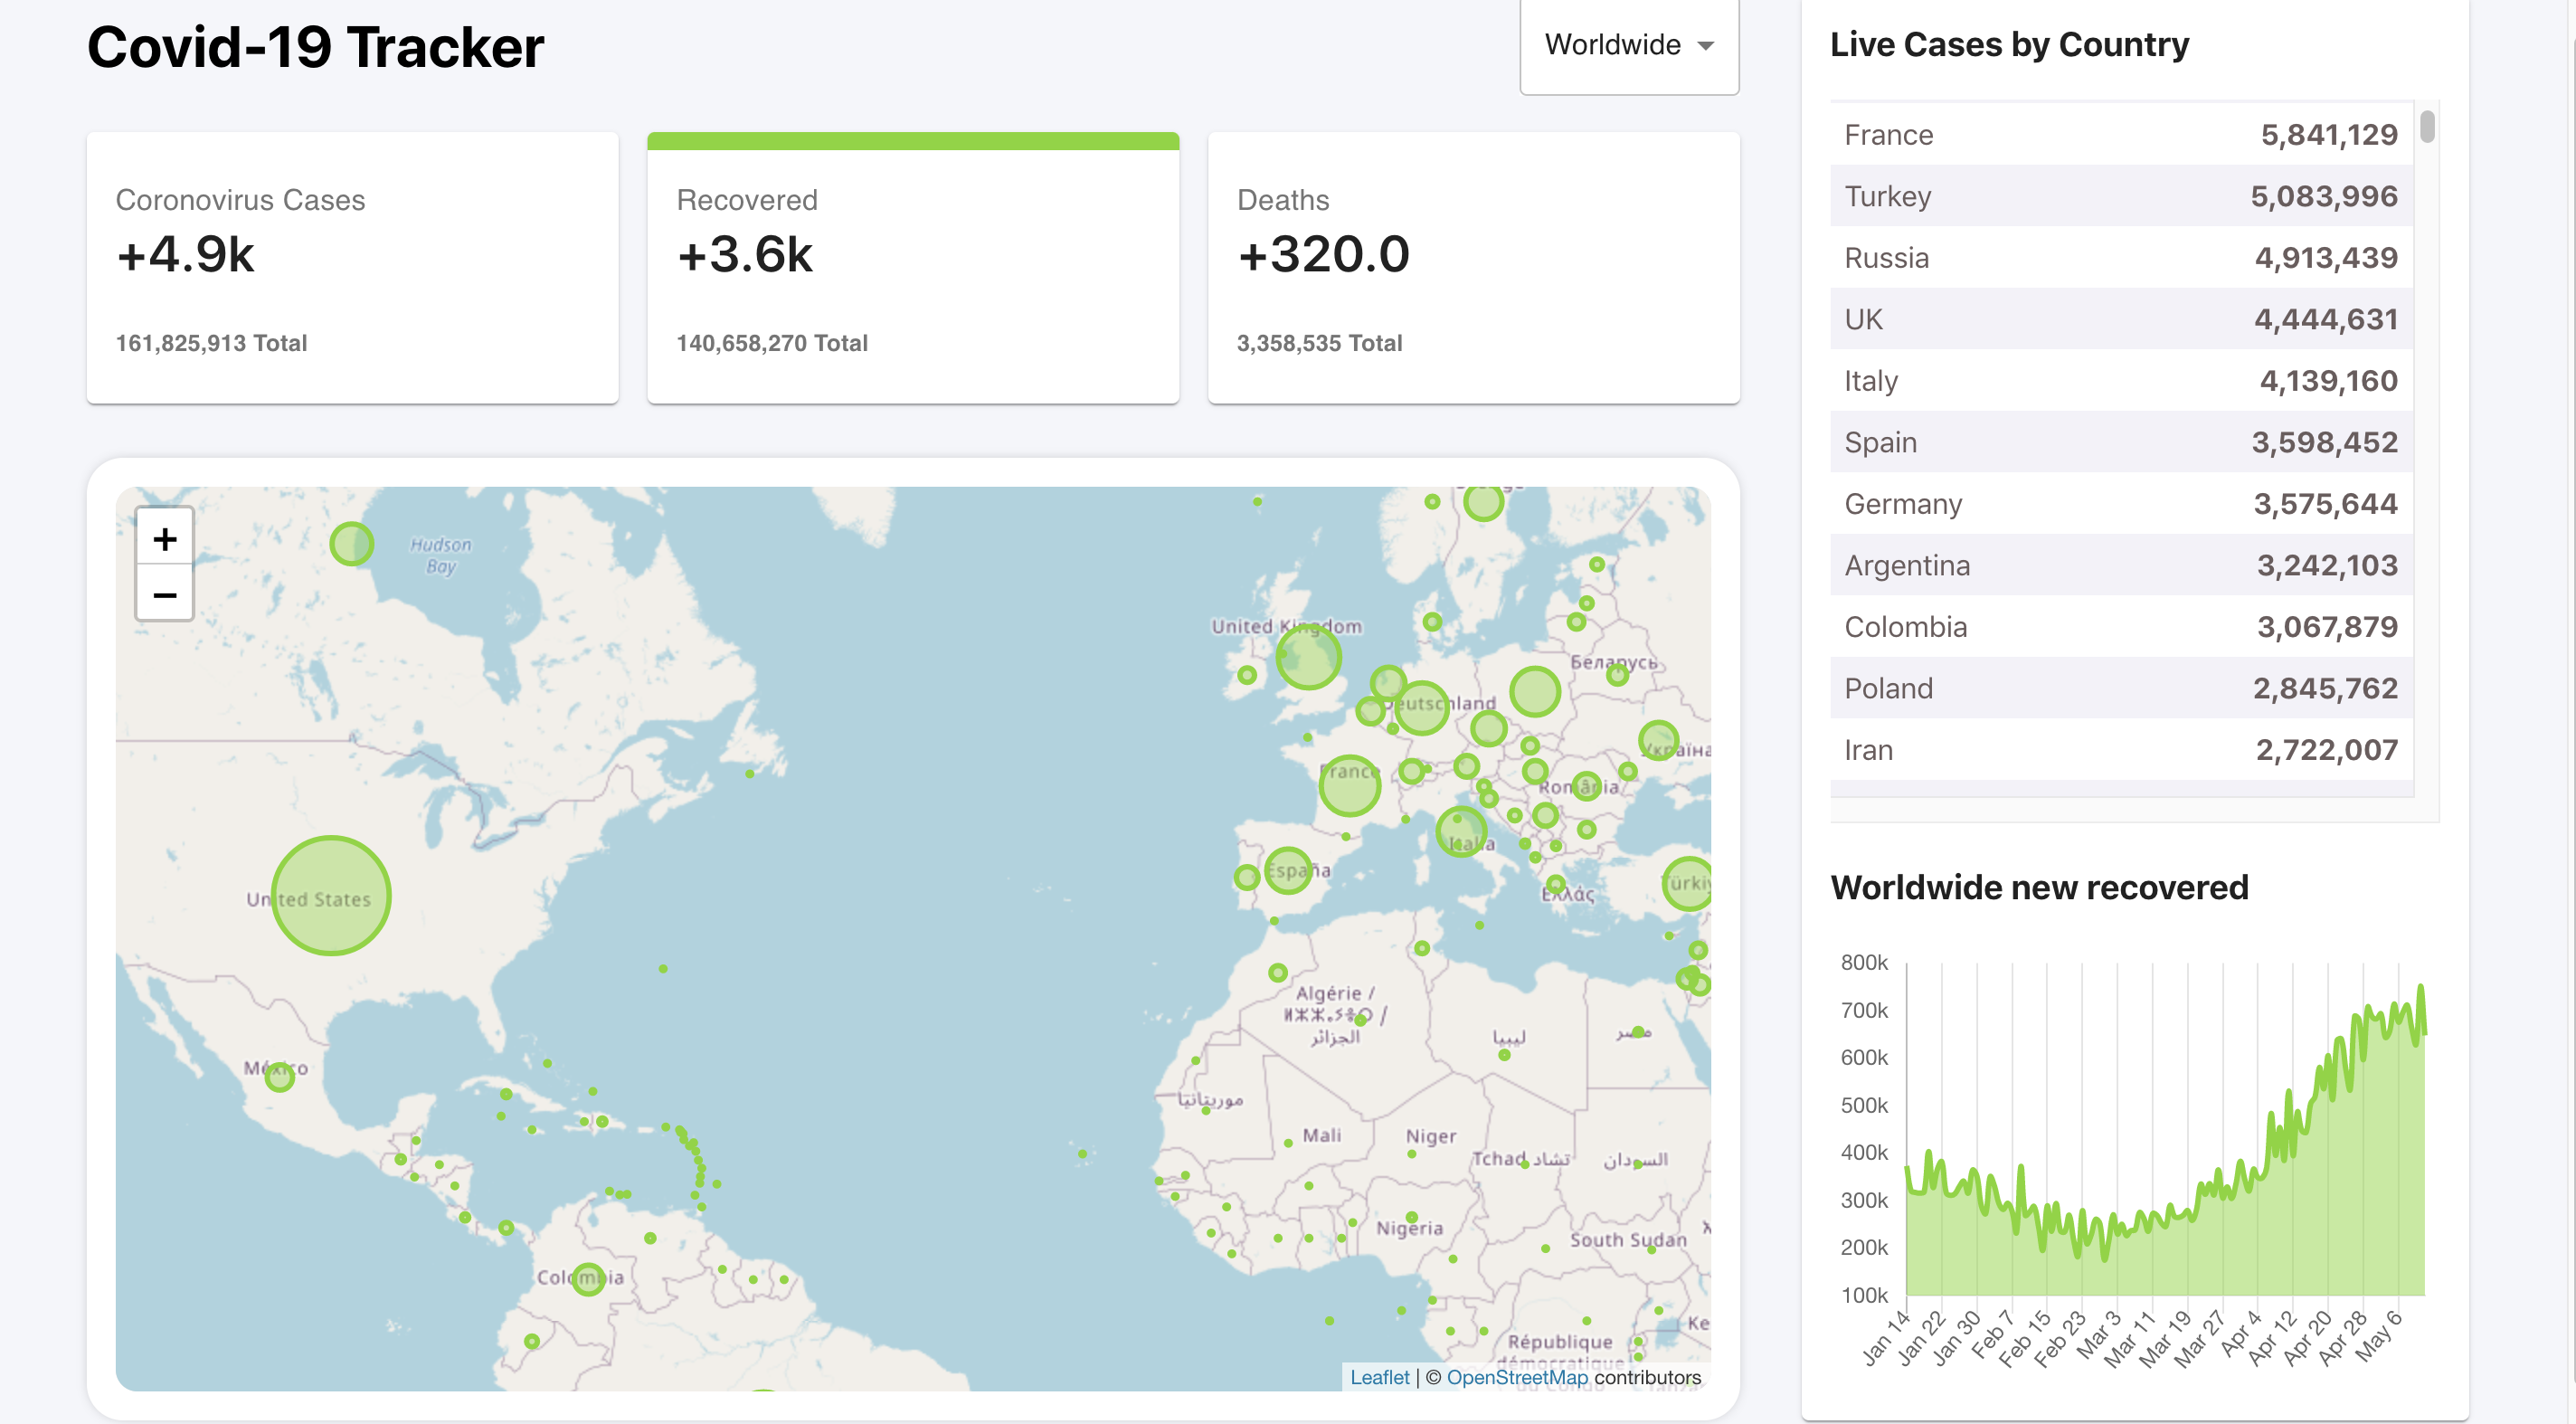 Covid-19 Tracker
Worldwide
Coronovirus Cases
+4.9k
161,825,913 Total
Recovered
+3.6k
140,658,270 Total
Deaths
+320.0
3,358,535 Total
+
−
Hudson
Bay
United Kingdom
Беларусь
Deutschland
Україна
France
România
Italia
España
Ελλάς
United States
México
Algérie /
الجزائر
ليبيا
مصر
موريتانيا
Mali
Niger
Tchad تشاد
السودان
Nigeria
South Sudan
Colombia
République
démocratique
Leaflet | © OpenStreetMap contributors
Live Cases by Country
France 5,841,129
Turkey 5,083,996
Russia 4,913,439
UK 4,444,631
Italy 4,139,160
Spain 3,598,452
Germany 3,575,644
Argentina 3,242,103
Colombia 3,067,879
Poland 2,845,762
Iran 2,722,007
Worldwide new recovered
800k
700k
600k
500k
400k
300k
200k
100k
Jan 14
Jan 22
Jan 30
Feb 7
Feb 15
Feb 23
Mar 3
Mar 11
Mar 19
Mar 27
Apr 4
Apr 12
Apr 20
Apr 28
May 6